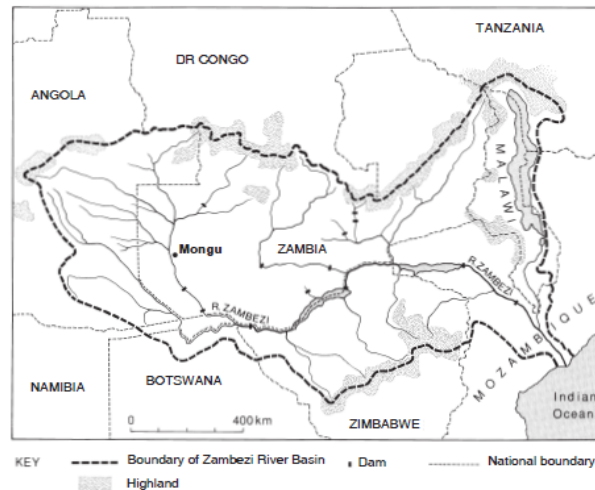 TANZANIA
DR CONGO
ANGOLA
MALAWI
Mongu
ZAMBIA
R. ZAMBEZI
R. ZAMBEZI
MOZAMBIQUE
NAMIBIA
BOTSWANA
ZIMBABWE
Indian
Ocean
0 400 km
KEY Boundary of Zambezi River Basin Dam National boundary
Highland